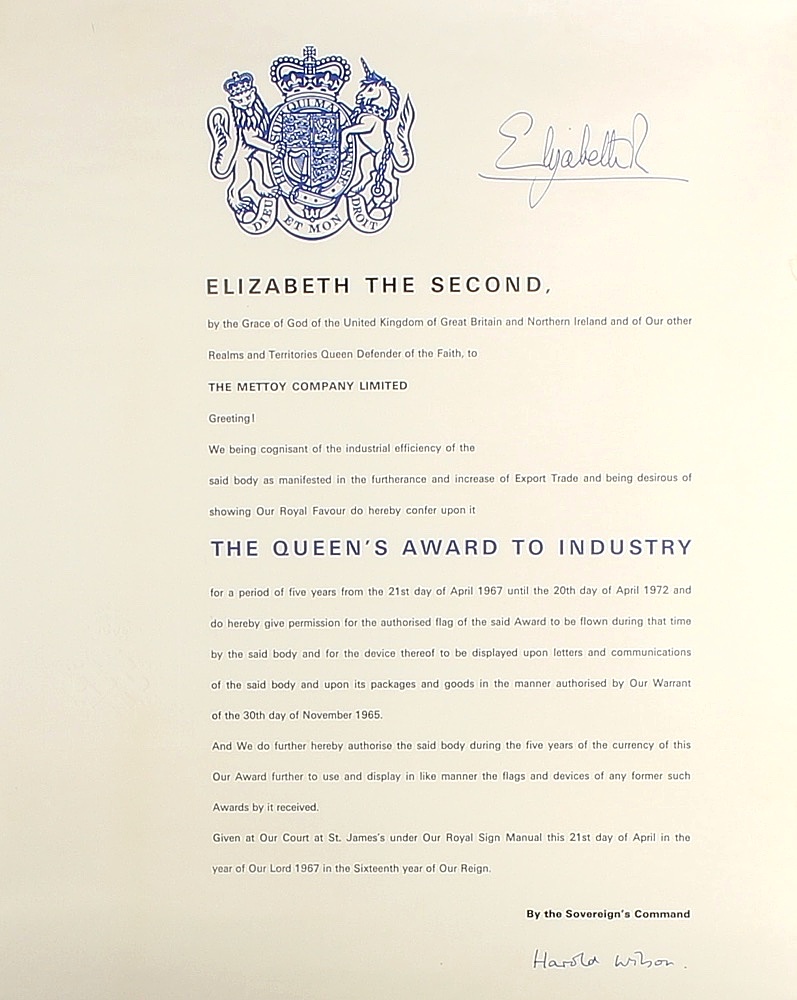 HONI SOIT QUI MAL Y PENSE
DIEU ET MON DROIT
Elizabeth R
ELIZABETH THE SECOND,
by the Grace of God of the United Kingdom of Great Britain and Northern Ireland and of Our other
Realms and Territories Queen Defender of the Faith, to
THE METTOY COMPANY LIMITED
Greeting!
We being cognisant of the industrial efficiency of the
said body as manifested in the furtherance and increase of Export Trade and being desirous of
showing Our Royal Favour do hereby confer upon it
THE QUEEN'S AWARD TO INDUSTRY
for a period of five years from the 21st day of April 1967 until the 20th day of April 1972 and
do hereby give permission for the authorised flag of the said Award to be flown during that time
by the said body and for the device thereof to be displayed upon letters and communications
of the said body and upon its packages and goods in the manner authorised by Our Warrant
of the 30th day of November 1965.
And We do further hereby authorise the said body during the five years of the currency of this
Our Award further to use and display in like manner the flags and devices of any former such
Awards by it received.
Given at Our Court at St. James's under Our Royal Sign Manual this 21st day of April in the
year of Our Lord 1967 in the Sixteenth year of Our Reign.
By the Sovereign's Command
Harold Wilson.